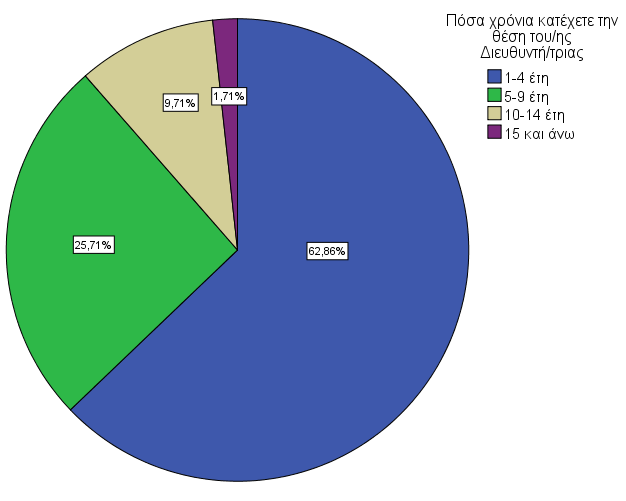 Πόσα χρόνια κατέχετε την
θέση του/ης
Διευθυντή/τριας
1-4 έτη
5-9 έτη
10-14 έτη
15 και άνω
9,71%
1,71%
25,71%
62,86%